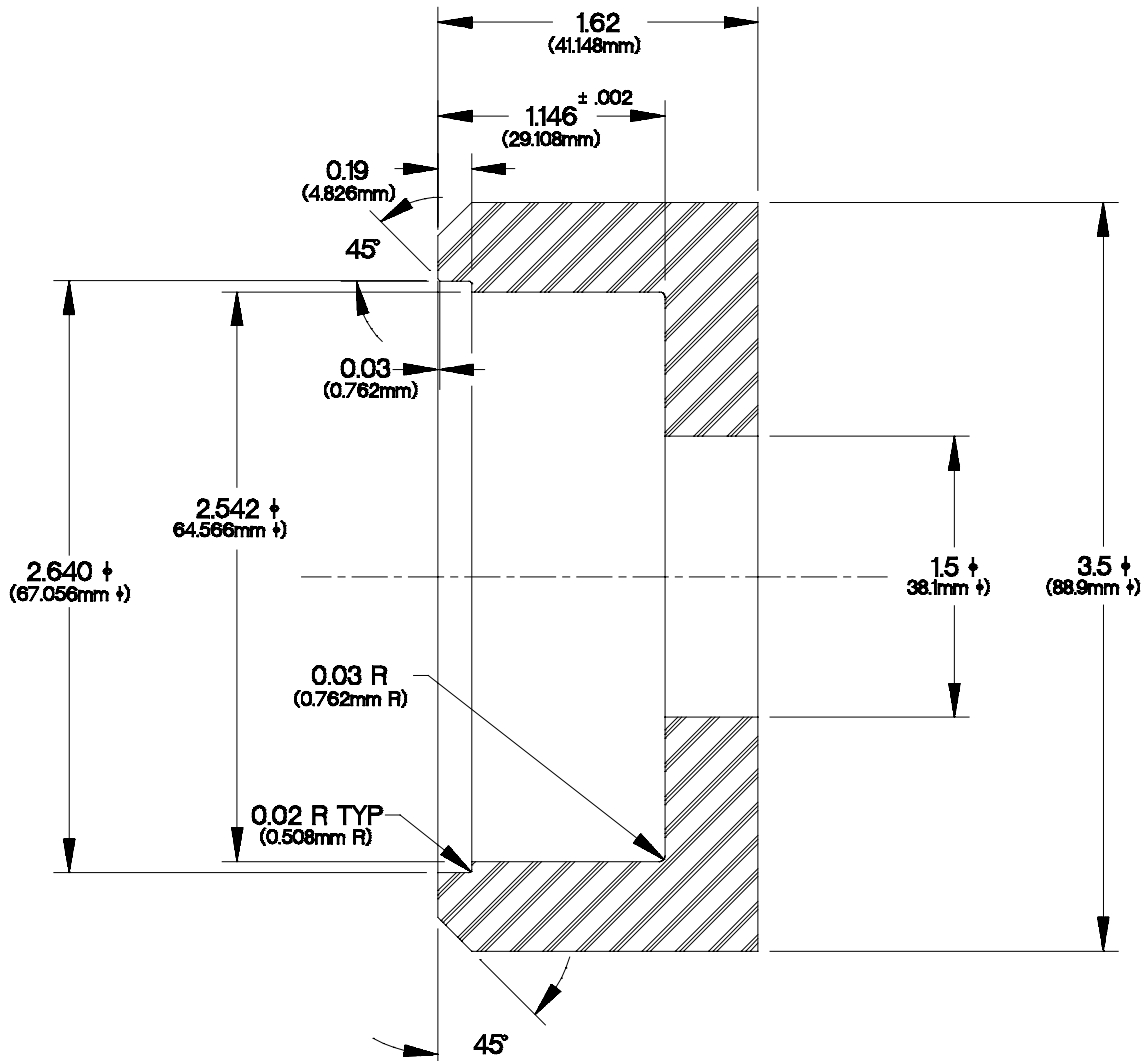 1.62
(41.148mm)
1.146 ± .002
(29.108mm)
0.19
(4.826mm)
45°
0.03
(0.762mm)
2.542 ϕ
64.566mm ϕ)
2.640 ϕ
(67.056mm ϕ)
1.5 ϕ
38.1mm ϕ)
3.5 ϕ
(88.9mm ϕ)
0.03 R
(0.762mm R)
0.02 R TYP
(0.508mm R)
45°